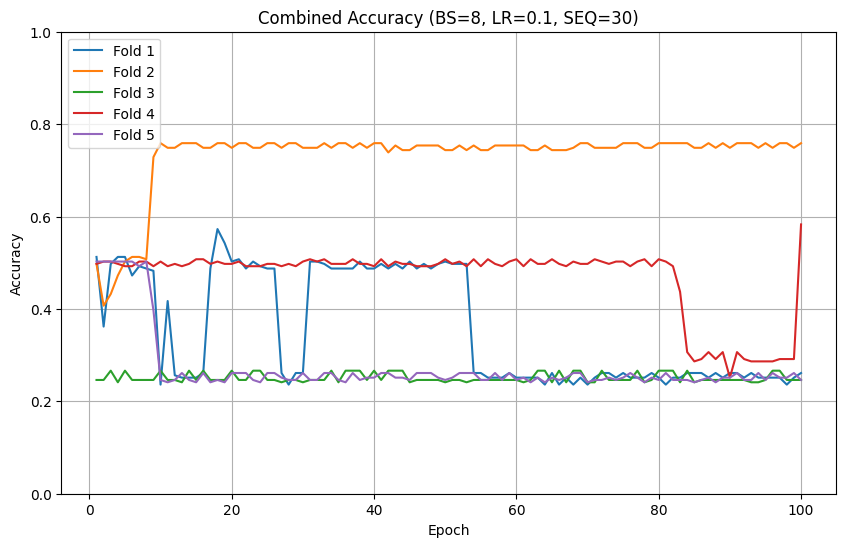 Combined Accuracy (BS=8, LR=0.1, SEQ=30)
1.0
0.8
0.6
0.4
0.2
0.0
Accuracy
Fold 1
Fold 2
Fold 3
Fold 4
Fold 5
0 20 40 60 80 100
Epoch